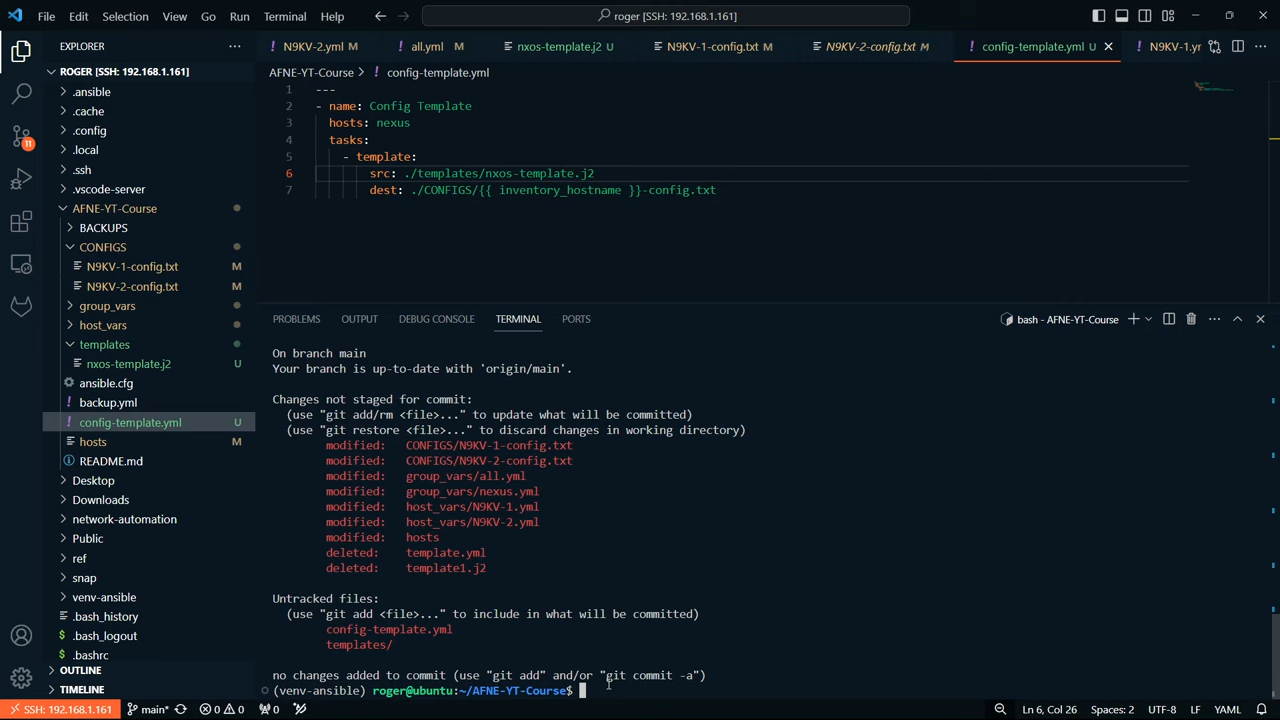 File Edit Selection View Go Run Terminal Help roger [SSH: 192.168.1.161]
EXPLORER
N9KV-2.yml M all.yml M nxos-template.j2 U N9KV-1-config.txt M N9KV-2-config.txt M config-template.yml U N9KV-1.yr
ROGER [SSH: 192.168.1.161]
.ansible
.cache
.config
.local
.ssh
.vscode-server
AFNE-YT-Course
BACKUPS
CONFIGS
N9KV-1-config.txt M
N9KV-2-config.txt M
group_vars
host_vars
templates
nxos-template.j2 U
ansible.cfg
backup.yml
config-template.yml U
hosts M
README.md
Desktop
Downloads
network-automation
Public
ref
snap
venv-ansible
.bash_history
.bash_logout
.bashrc
OUTLINE
TIMELINE
11
AFNE-YT-Course > config-template.yml
1 ---
2 - name: Config Template
3 hosts: nexus
4 tasks:
5 - template:
6 src: ./templates/nxos-template.j2
7 dest: ./CONFIGS/{{ inventory_hostname }}-config.txt
PROBLEMS OUTPUT DEBUG CONSOLE TERMINAL PORTS bash - AFNE-YT-Course
On branch main
Your branch is up-to-date with 'origin/main'.
Changes not staged for commit:
(use "git add/rm <file>..." to update what will be committed)
(use "git restore <file>..." to discard changes in working directory)
modified: CONFIGS/N9KV-1-config.txt
modified: CONFIGS/N9KV-2-config.txt
modified: group_vars/all.yml
modified: group_vars/nexus.yml
modified: host_vars/N9KV-1.yml
modified: host_vars/N9KV-2.yml
modified: hosts
deleted: template.yml
deleted: template1.j2
Untracked files:
(use "git add <file>..." to include in what will be committed)
config-template.yml
templates/
no changes added to commit (use "git add" and/or "git commit -a")
(venv-ansible) roger@ubuntu:~/AFNE-YT-Course$
SSH: 192.168.1.161 main* 0 0 0 Ln 6, Col 26 Spaces: 2 UTF-8 LF YAML